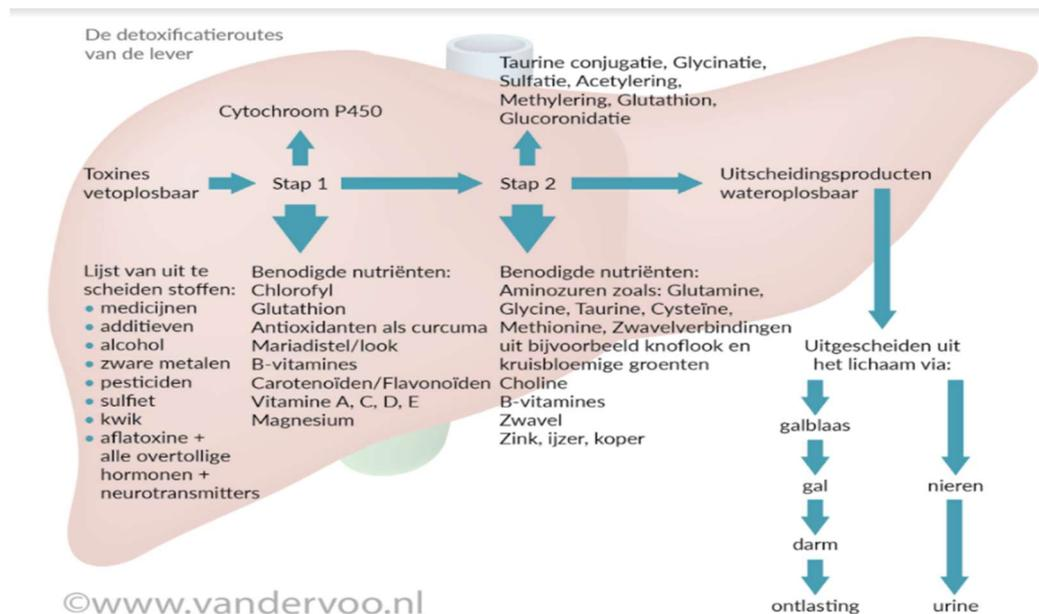 De detoxificatieroutes
van de lever
Taurine conjugatie, Glycinatie,
Sulfatie, Acetylering,
Methylering, Glutathion,
Glucoronidatie
Cytochroom P450
Toxines
vetoplosbaar
Stap 1
Stap 2
Uitscheidingsproducten
wateroplosbaar
Lijst van uit te
scheiden stoffen:
• medicijnen
• additieven
• alcohol
• zware metalen
• pesticiden
• sulfiet
• kwik
• aflatoxine +
alle overtollige
hormonen +
neurotransmitters
Benodigde nutriënten:
Chlorofyl
Glutathion
Antioxidanten als curcuma
Mariadistel/look
B-vitamines
Carotenoïden/Flavonoïden
Vitamine A, C, D, E
Magnesium
Benodigde nutriënten:
Aminozuren zoals: Glutamine,
Glycine, Taurine, Cysteïne,
Methionine, Zwavelverbindingen
uit bijvoorbeeld knoflook en
kruisbloemige groenten
Choline
B-vitamines
Zwavel
Zink, ijzer, koper
Uitgescheiden uit
het lichaam via:
galblaas
gal
darm
ontlasting
nieren
urine
©www.vandervoo.nl